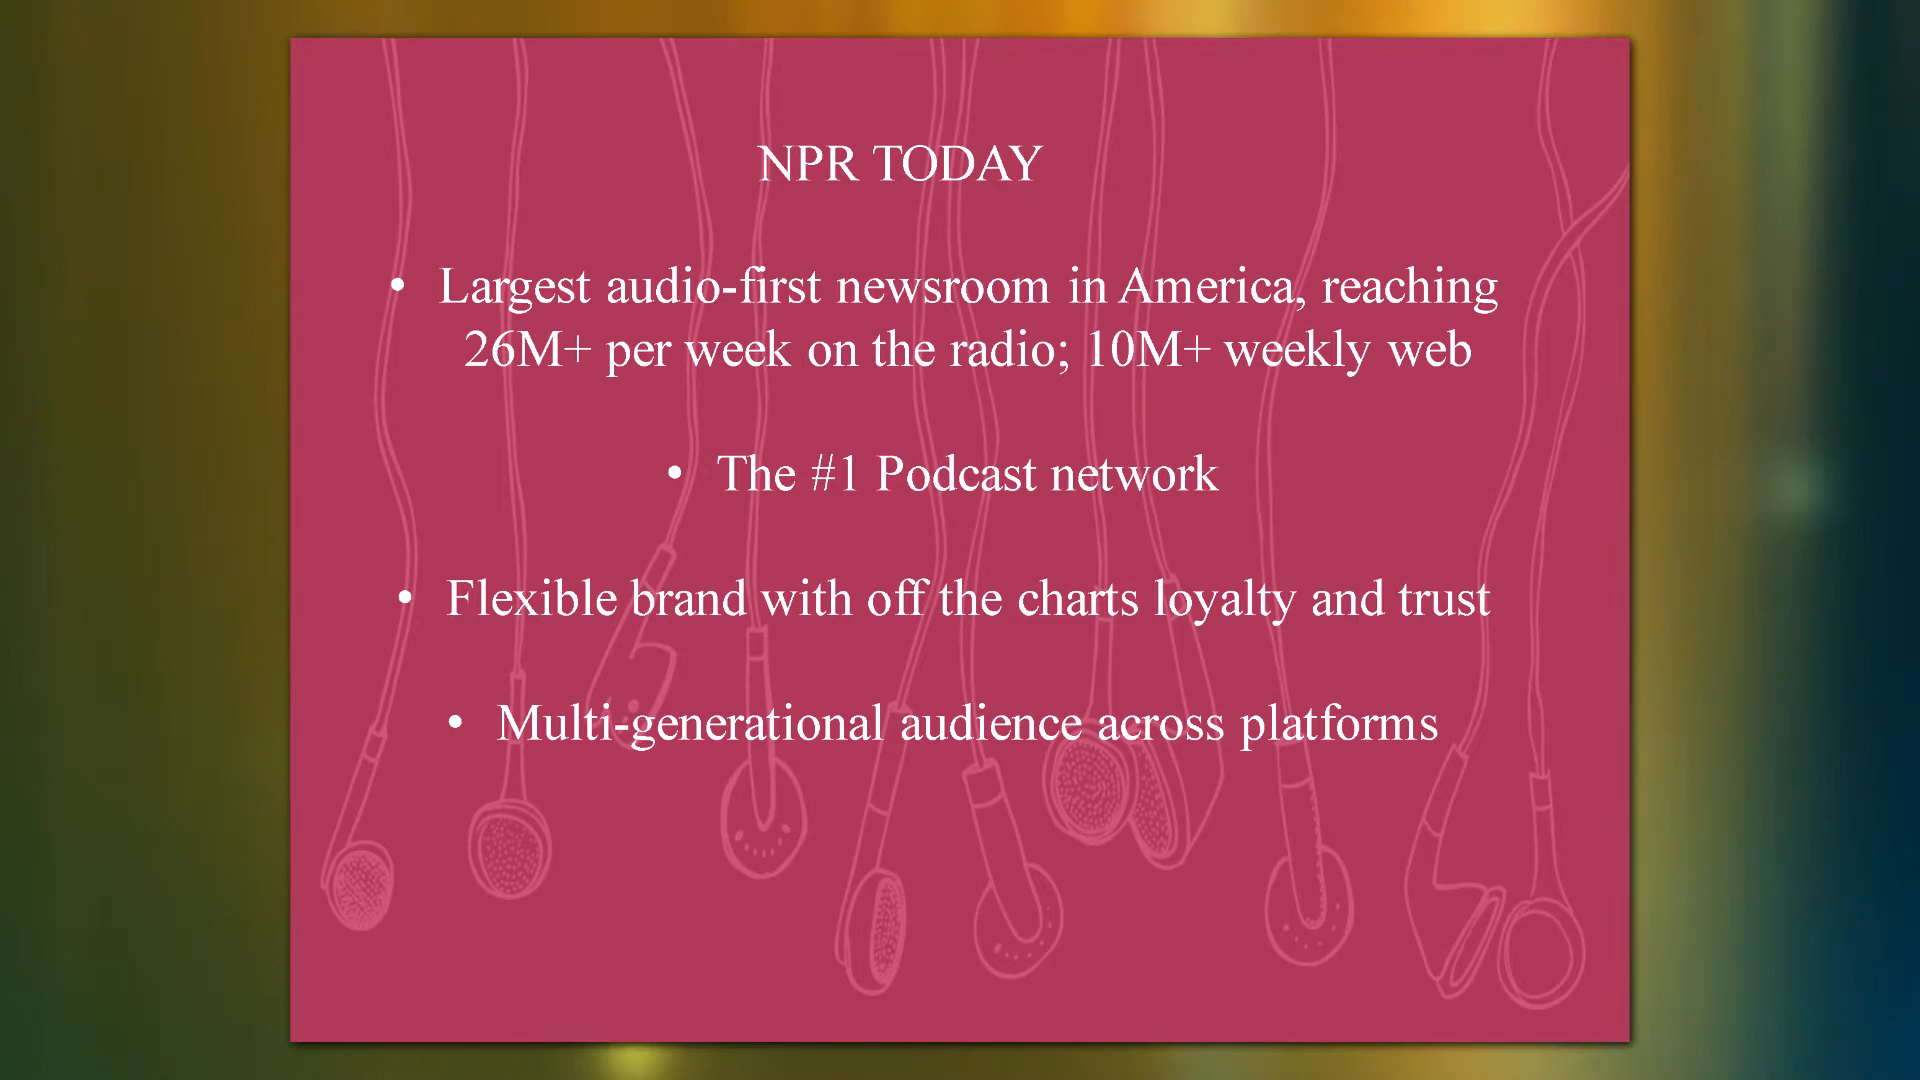 NPR TODAY
• Largest audio-first newsroom in America, reaching
26M+ per week on the radio; 10M+ weekly web
• The #1 Podcast network
• Flexible brand with off the charts loyalty and trust
• Multi-generational audience across platforms